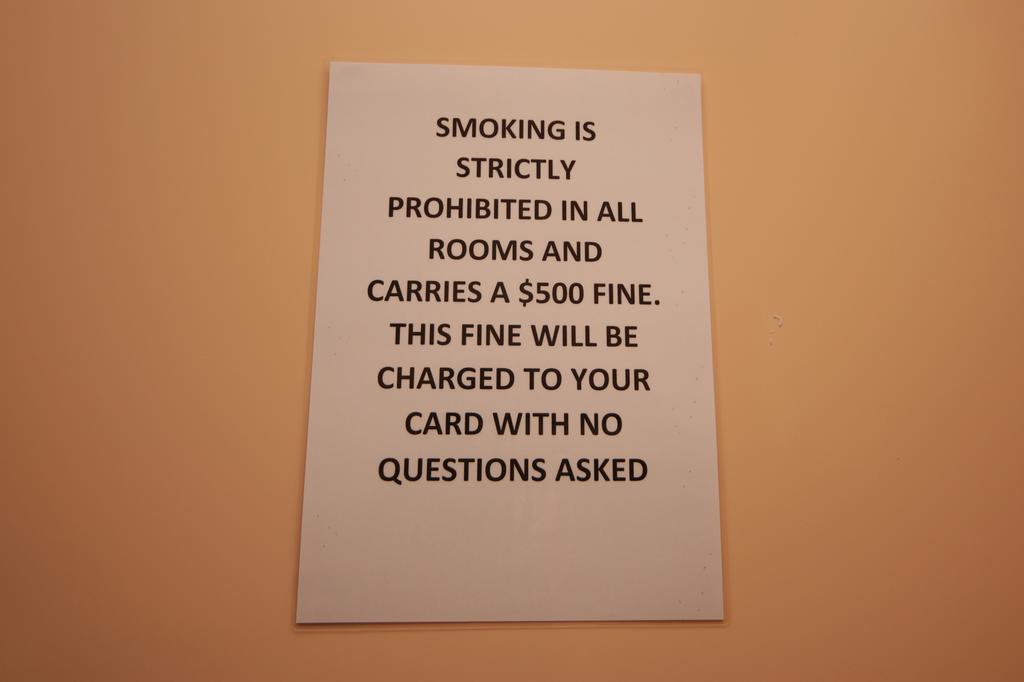 SMOKING IS
STRICTLY
PROHIBITED IN ALL
ROOMS AND
CARRIES A $500 FINE.
THIS FINE WILL BE
CHARGED TO YOUR
CARD WITH NO
QUESTIONS ASKED